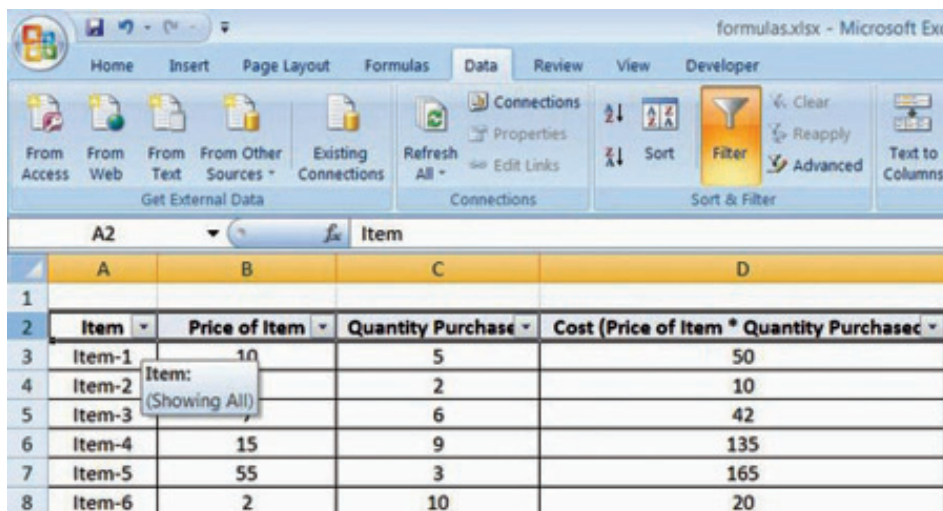 formulas.xlsx - Microsoft Exc
Home Insert Page Layout Formulas Data Review View Developer
From Access
From Web
From Text
From Other Sources
Existing Connections
Get External Data
Refresh All
Connections
Properties
Edit Links
Connections
Sort
Filter
Clear
Reapply
Advanced
Sort & Filter
Text to Columns
A2 fx Item
A B C D
1
2 Item Price of Item Quantity Purchase Cost (Price of Item * Quantity Purchased
3 Item-1 10 5 50
4 Item-2 2 10
5 Item-3 6 42
6 Item-4 15 9 135
7 Item-5 55 3 165
8 Item-6 2 10 20
Item:
(Showing All)